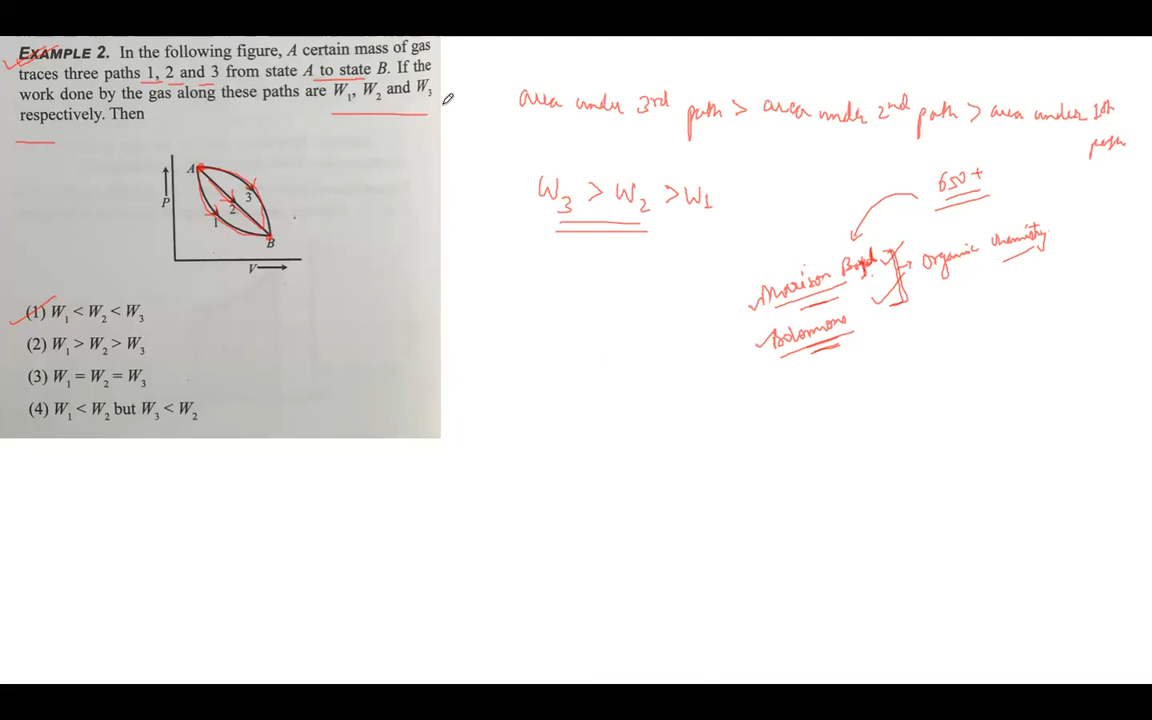 EXAMPLE 2. In the following figure, A certain mass of gas
traces three paths 1, 2 and 3 from state A to state B. If the
work done by the gas along these paths are W₁, W₂ and W₃
respectively. Then
A
P
3
2
1
B
V
(1) W₁ < W₂ < W₃
(2) W₁ > W₂ > W₃
(3) W₁ = W₂ = W₃
(4) W₁ < W₂ but W₃ < W₂
area under 3rd path > area under 2nd path > area under 1st
path
W₃ > W₂ > W₁
650+
Morrison Boyd
Organic chemistry
Solomons